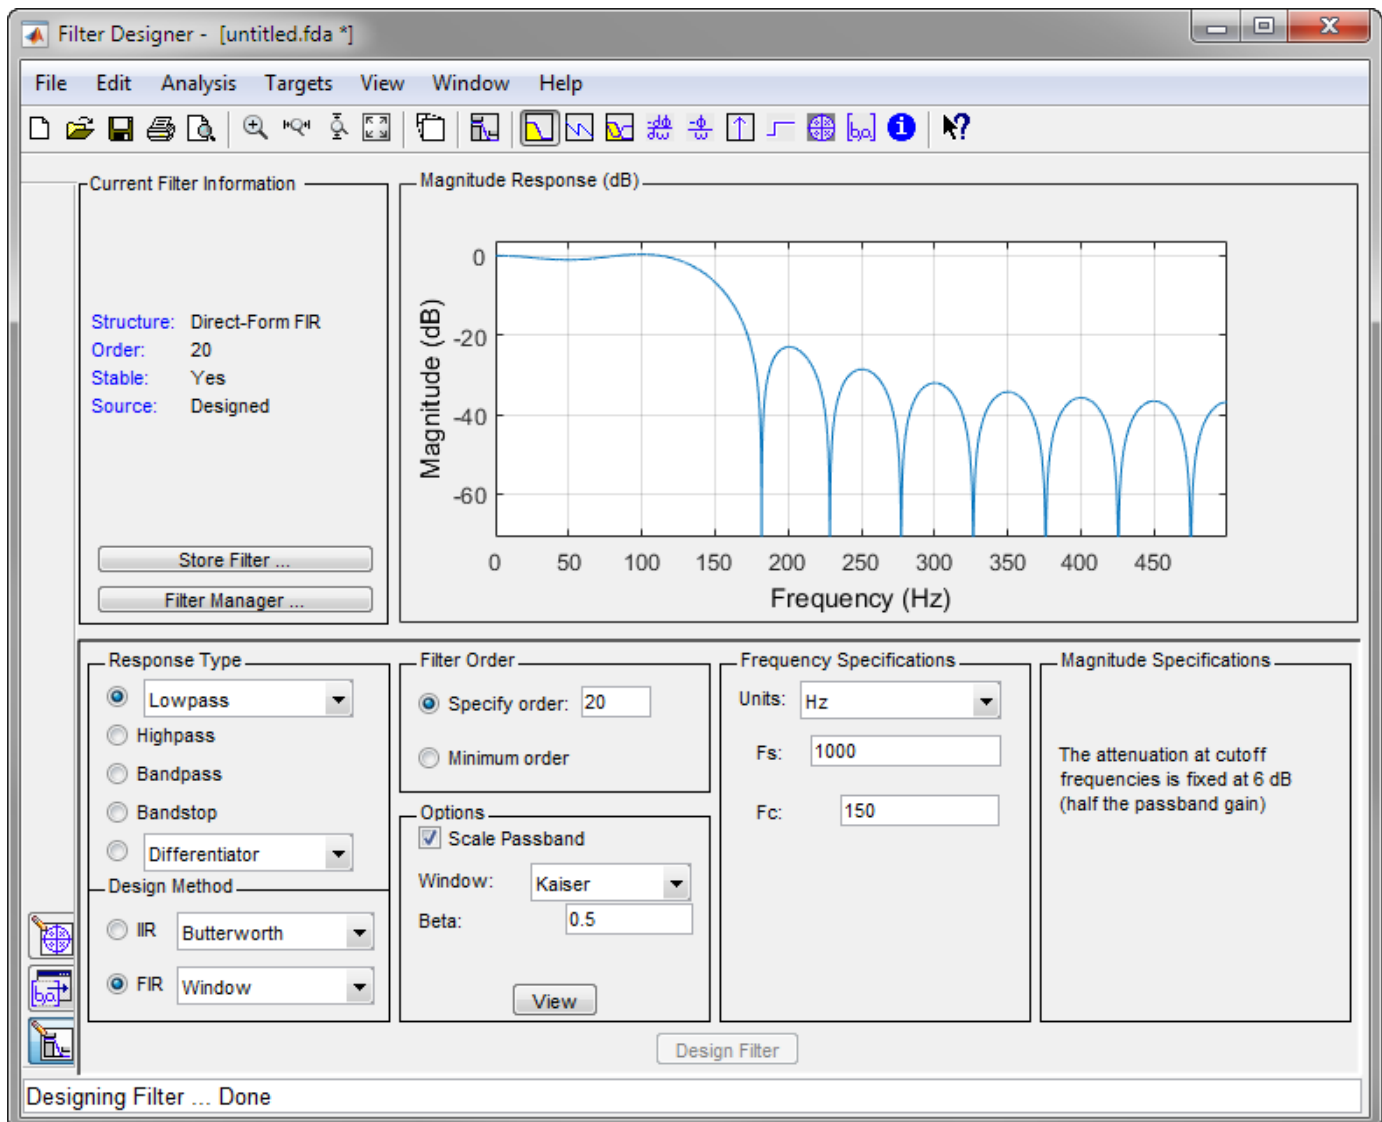 Filter Designer - [untitled.fda *]
File Edit Analysis Targets View Window Help
Current Filter Information
Structure: Direct-Form FIR
Order: 20
Stable: Yes
Source: Designed
Store Filter ...
Filter Manager ...
Magnitude Response (dB)
Magnitude (dB)
0
-20
-40
-60
0 50 100 150 200 250 300 350 400 450
Frequency (Hz)
Response Type
Lowpass
Highpass
Bandpass
Bandstop
Differentiator
Design Method
IIR Butterworth
FIR Window
Filter Order
Specify order: 20
Minimum order
Options
Scale Passband
Window: Kaiser
Beta: 0.5
View
Frequency Specifications
Units: Hz
Fs: 1000
Fc: 150
Magnitude Specifications
The attenuation at cutoff
frequencies is fixed at 6 dB
(half the passband gain)
Design Filter
Designing Filter ... Done